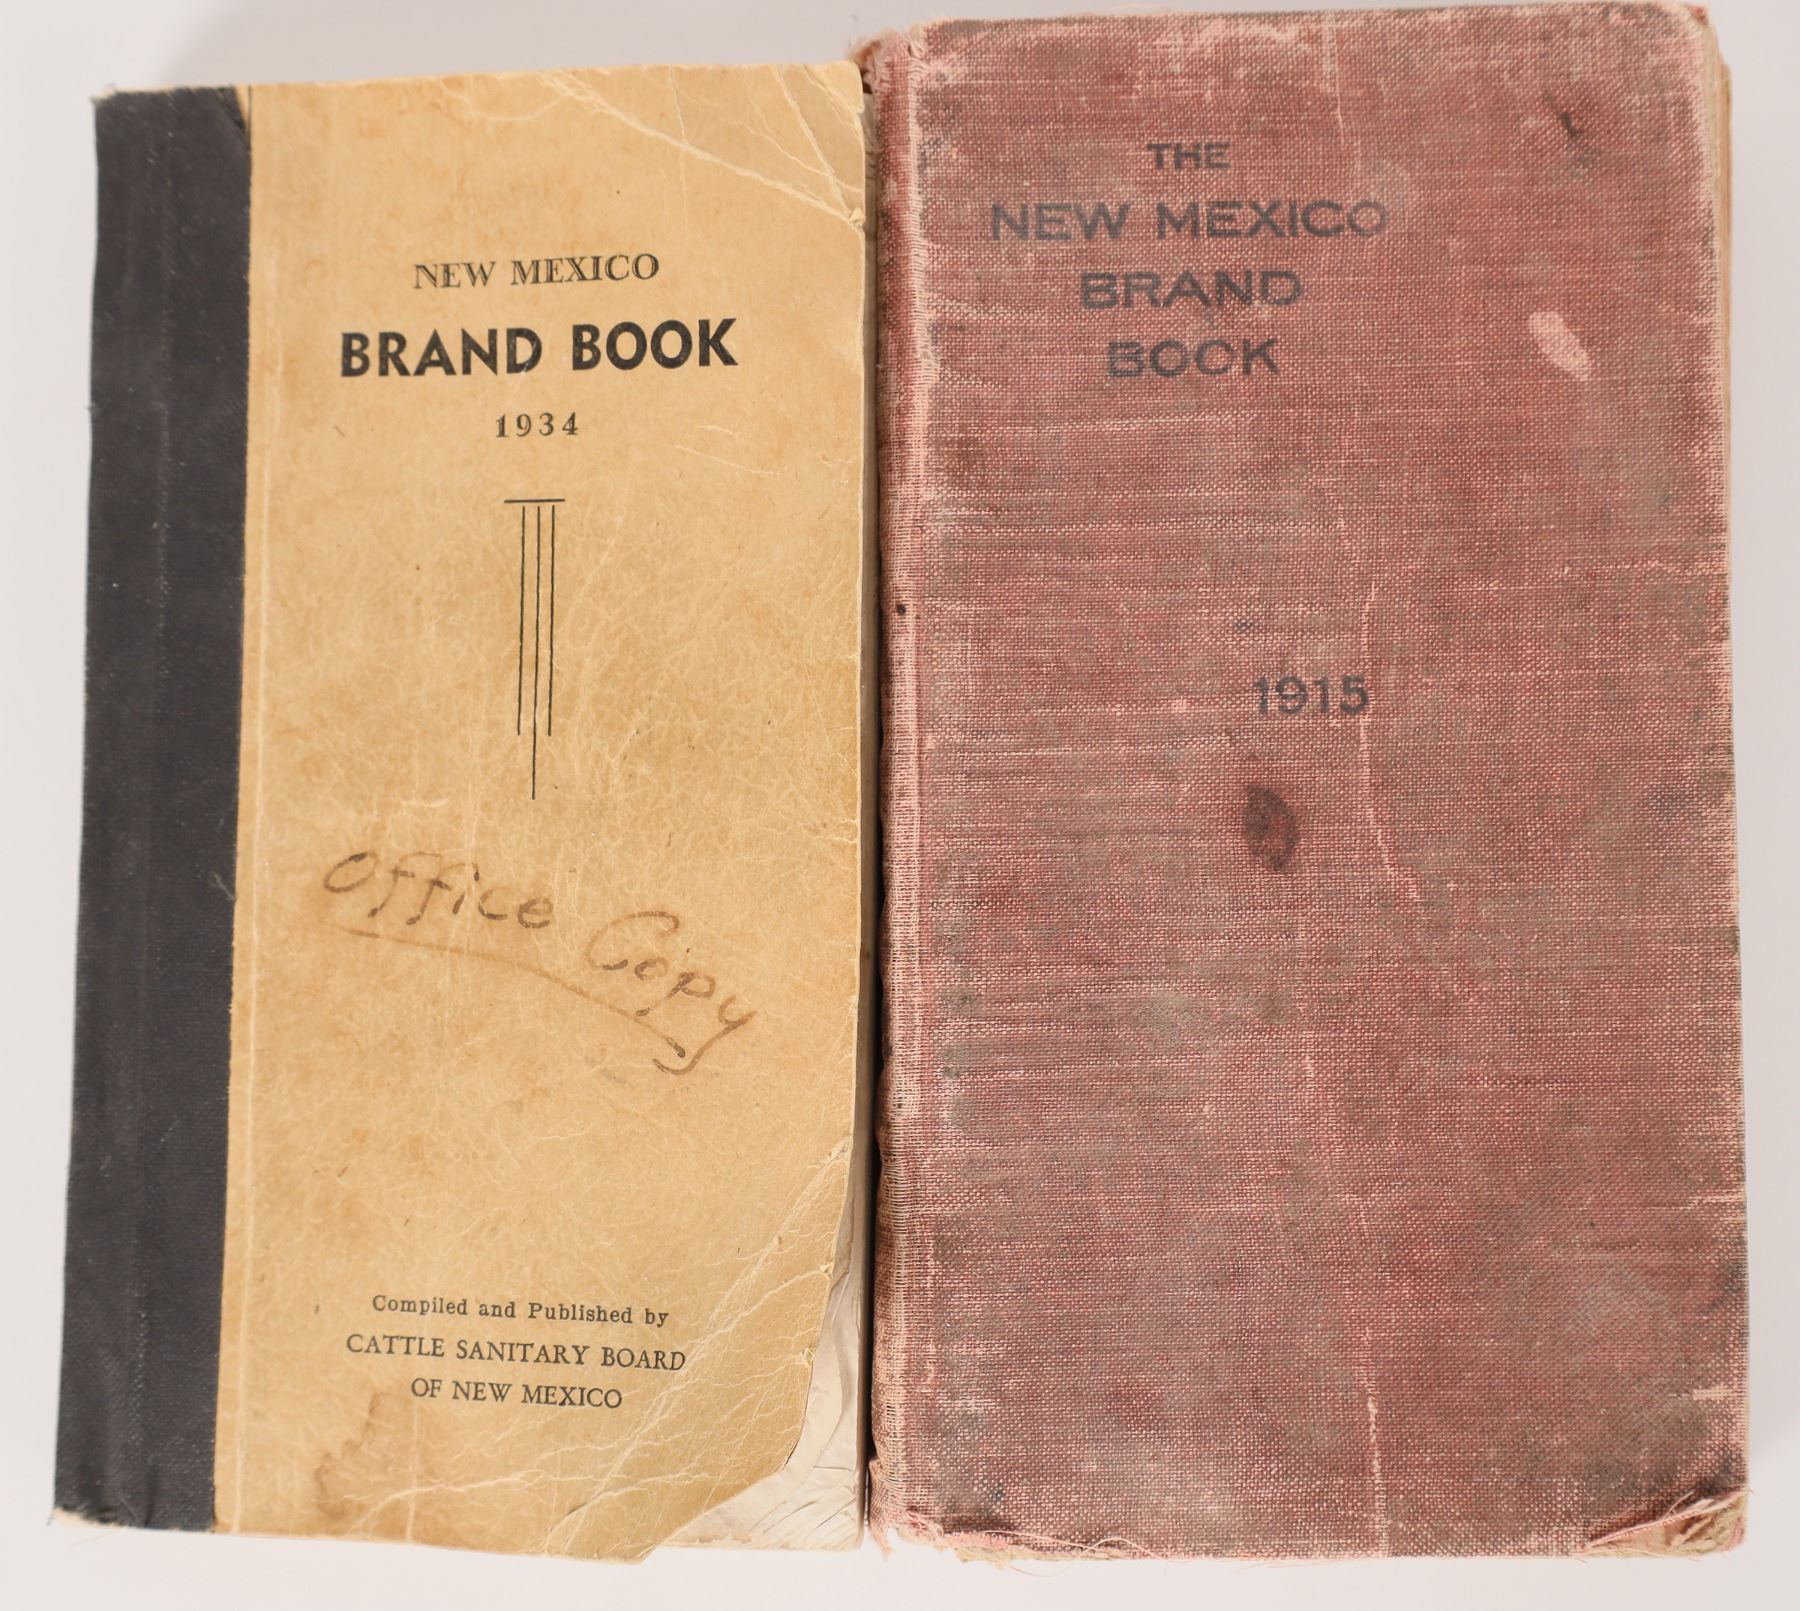 NEW MEXICO
BRAND BOOK
1934
Office Copy
Compiled and Published by
CATTLE SANITARY BOARD
OF NEW MEXICO
THE
NEW MEXICO
BRAND
BOOK
1915